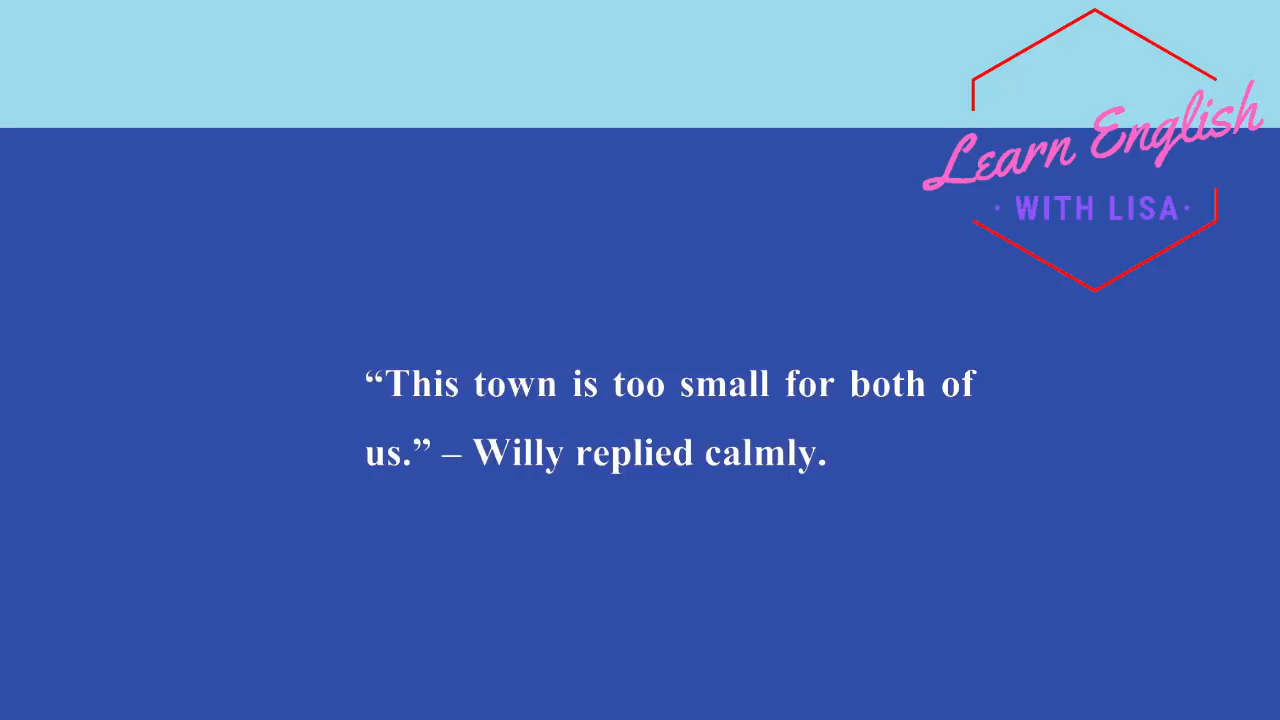 Learn English
· WITH LISA ·
“This town is too small for both of
us.” – Willy replied calmly.